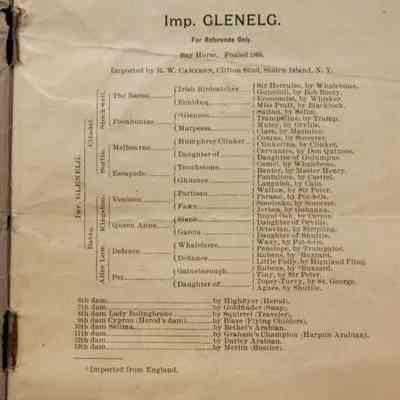 Imp. GLENELG.
For Reference Only.
Bay Horse. Foaled 1866.
Imported by R. W. CAMERON, Clifton Stud, Staten Island, N. Y.
Imp. GLENELG.
Citadel.
Stockwell.
The Baron
Irish Birdcatcher
Sir Hercules, by Whalebone.
Guiccioli, by Bob Booty.
Echidna
Economist, by Whisker.
Miss Pratt, by Blacklock.
Pocahontas
*Glencoe
Sultan, by Selim.
Trampoline, by Tramp.
Marpessa
Muley, by Orville.
Clare, by Marmion.
Sortie.
Melbourne
Humphrey Clinker
Comus, by Sorcerer.
Clinkerina, by Clinker.
Daughter of
Cervantes, by Don Quixote.
Daughter of Golumpus.
Escapade
Touchstone
Camel, by Whalebone.
Banter, by Master Henry.
Ghuznee
Pantaloon, by Castrel.
Languish, by Cain.
Babta.
Kingston.
Venison
Partisan
Walton, by Sir Peter.
Parasol, by Pot-8-Os.
Fawn
Smolensko, by Sorcerer.
Jerboa, by Gohanna.
Queen Anne
Slane
Royal Oak, by Catton.
Daughter of Orville.
Garcia
Octavian, by Stripling.
Daughter of Shuttle.
Alice Low.
Defence
Whalebone
Waxy, by Pot-8-Os.
Penelope, by Trumpator.
Defiance
Rubens, by *Buzzard.
Little Folly, by Highland Fling.
Pet
Gainsborough
Rubens, by *Buzzard.
Tiny, by Sir Peter.
Daughter of
Topsy-Turvy, by St. George.
Agnes, by Shuttle.
6th dam by Highflyer (Herod).
7th dam by Goldfinder (Snap).
8th dam Lady Bolingbroke by Squirrel (Traveler).
9th dam Cypron (Herod's dam) by Blaze (Flying Childers).
10th dam Selima by Bethel's Arabian.
11th dam by Graham's Champion (Harpun Arabian).
12th dam by Darley Arabian.
13th dam by Merlin (Bustler).
*Imported from England.